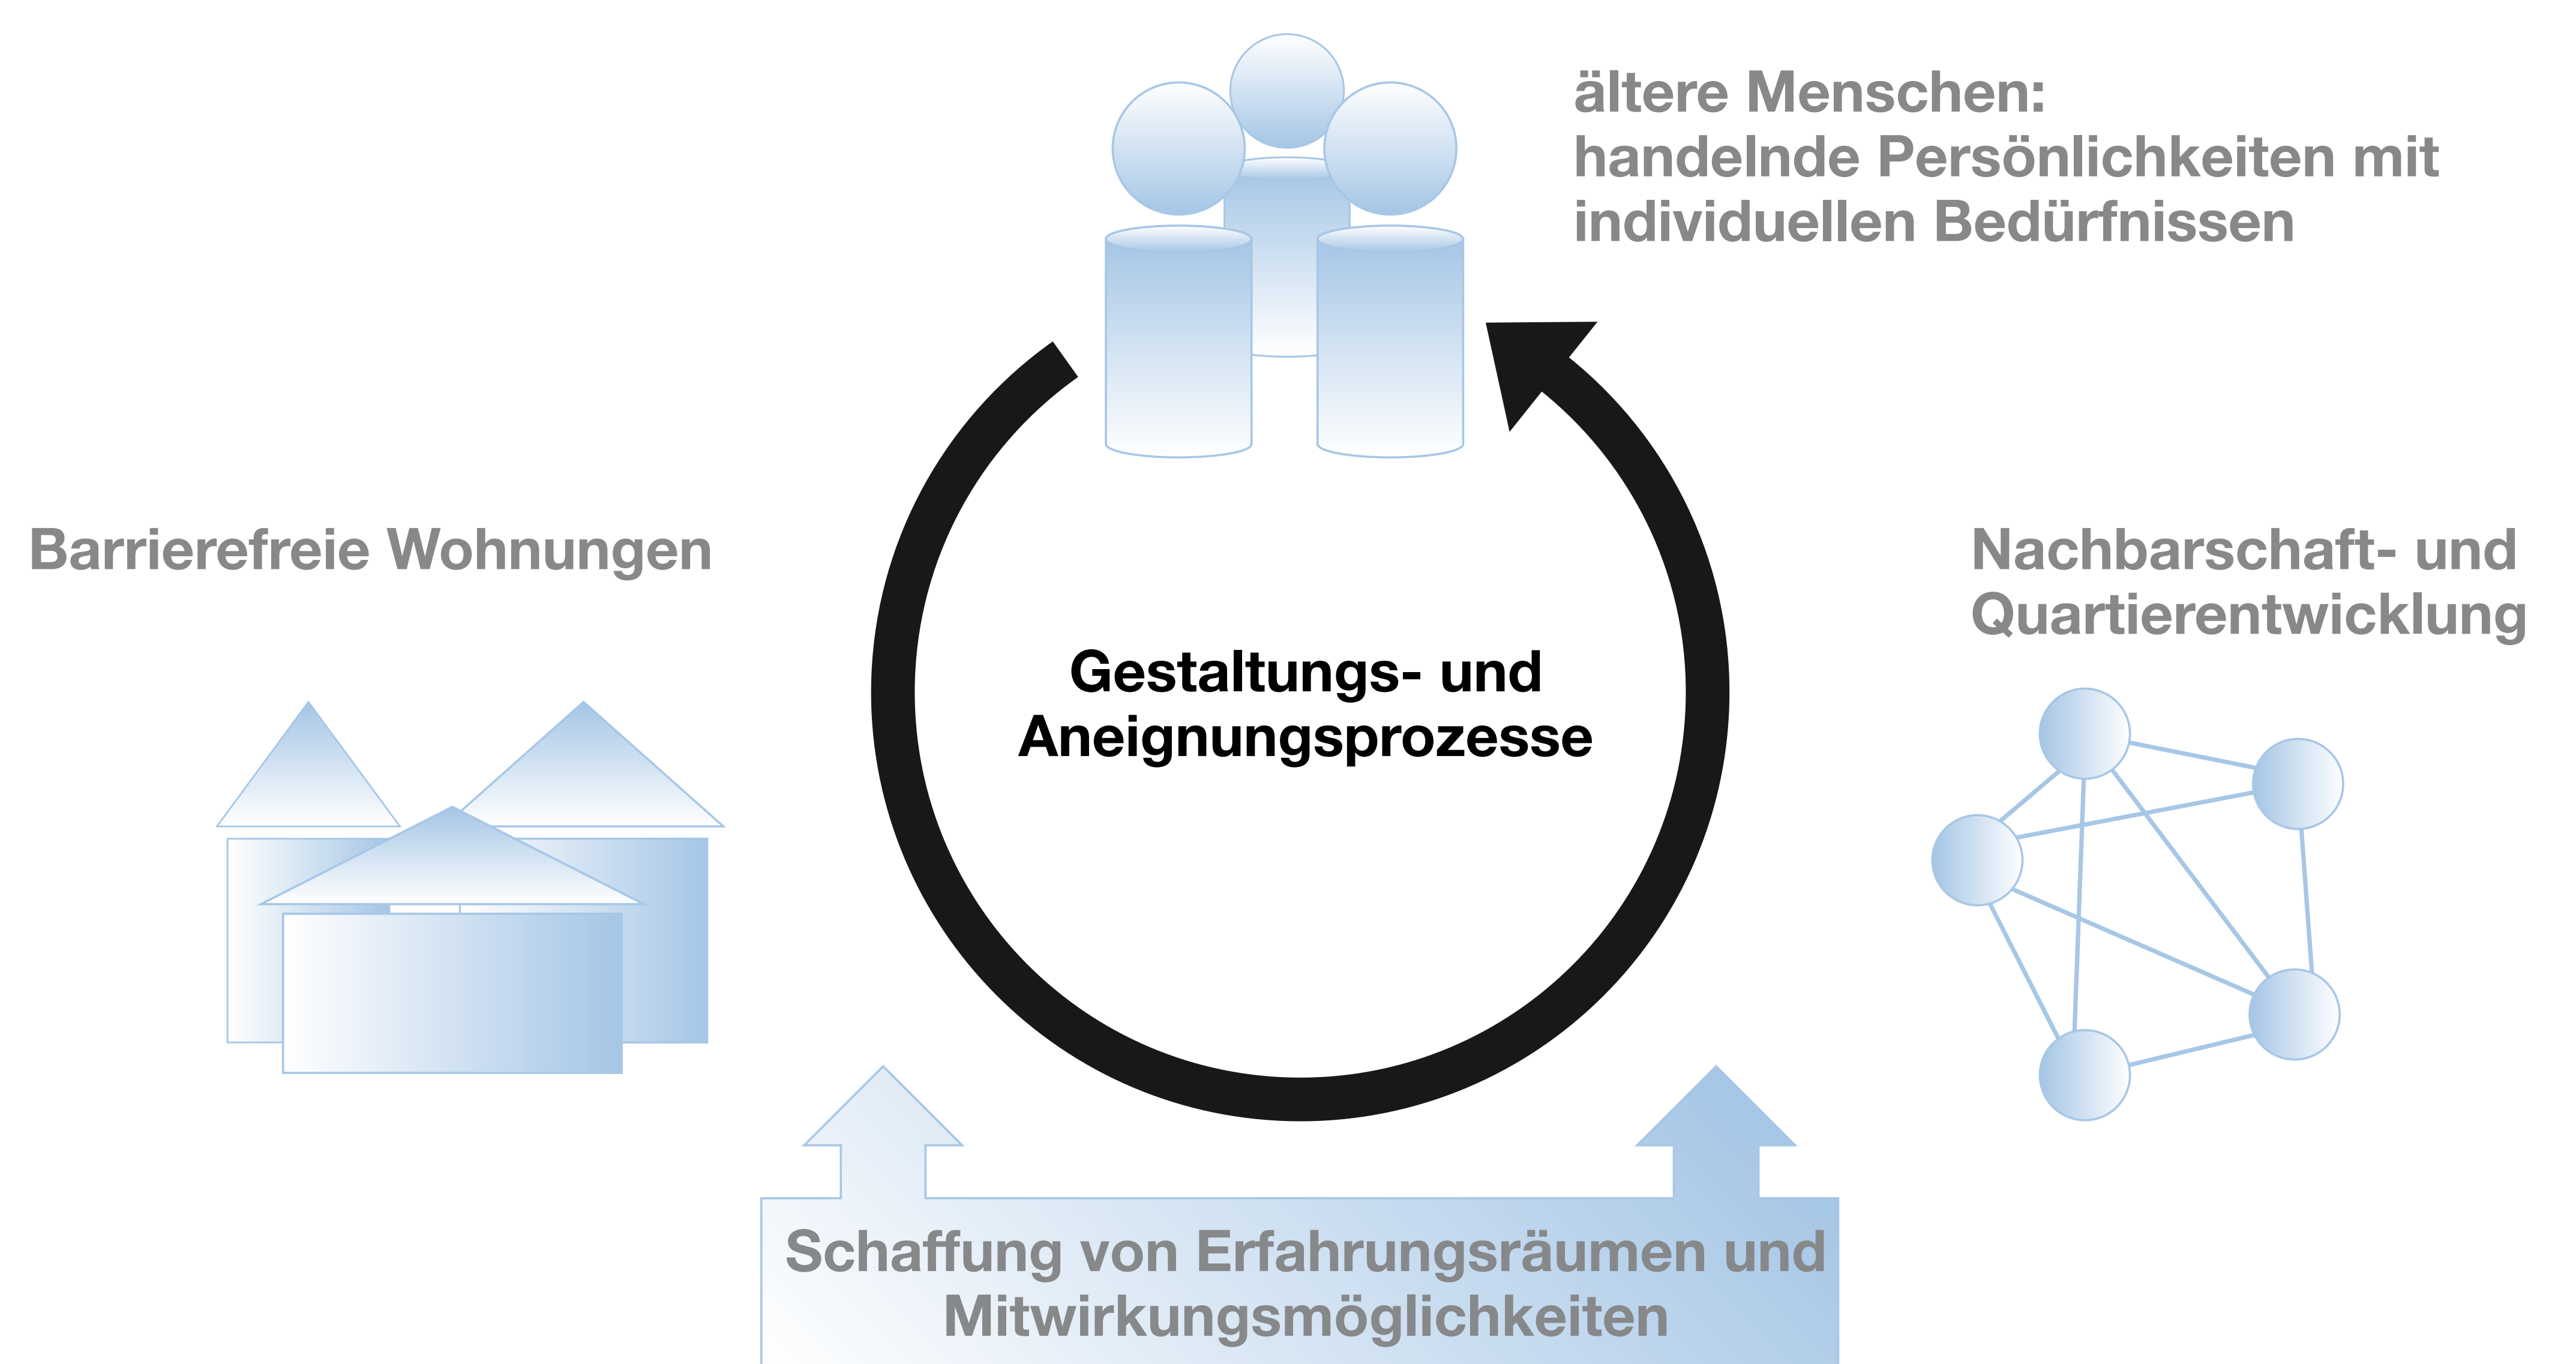 ältere Menschen:
handelnde Persönlichkeiten mit
individuellen Bedürfnissen
Barrierefreie Wohnungen
Nachbarschaft- und
Quartierentwicklung
Gestaltungs- und
Aneignungsprozesse
Schaffung von Erfahrungsräumen und
Mitwirkungsmöglichkeiten